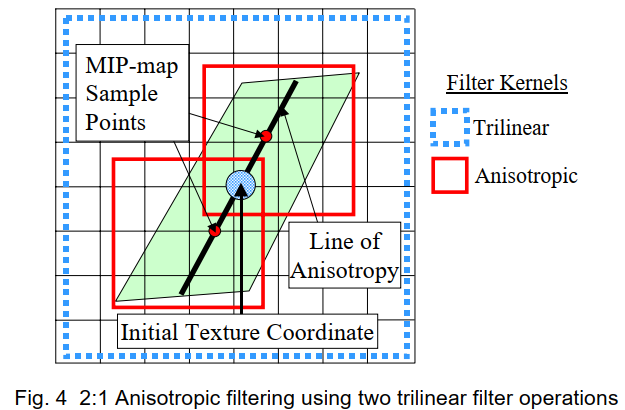 MIP-map
Sample
Points
Filter Kernels
Trilinear
Anisotropic
Line of
Anisotropy
Initial Texture Coordinate
Fig. 4  2:1 Anisotropic filtering using two trilinear filter operations